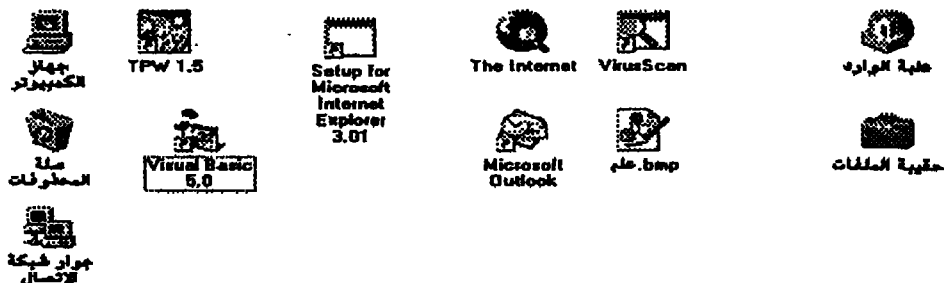 جهاز
الكمبيوتر
TPW 1.5
Setup for
Microsoft
Internet
Explorer
3.01
The Internet
VirusScan
علبة الوارد
سلة
المحذوفات
Visual Basic
5.0
Microsoft
Outlook
علي.bmp
حقيبة الملفات
جوار شبكة
الاتصال